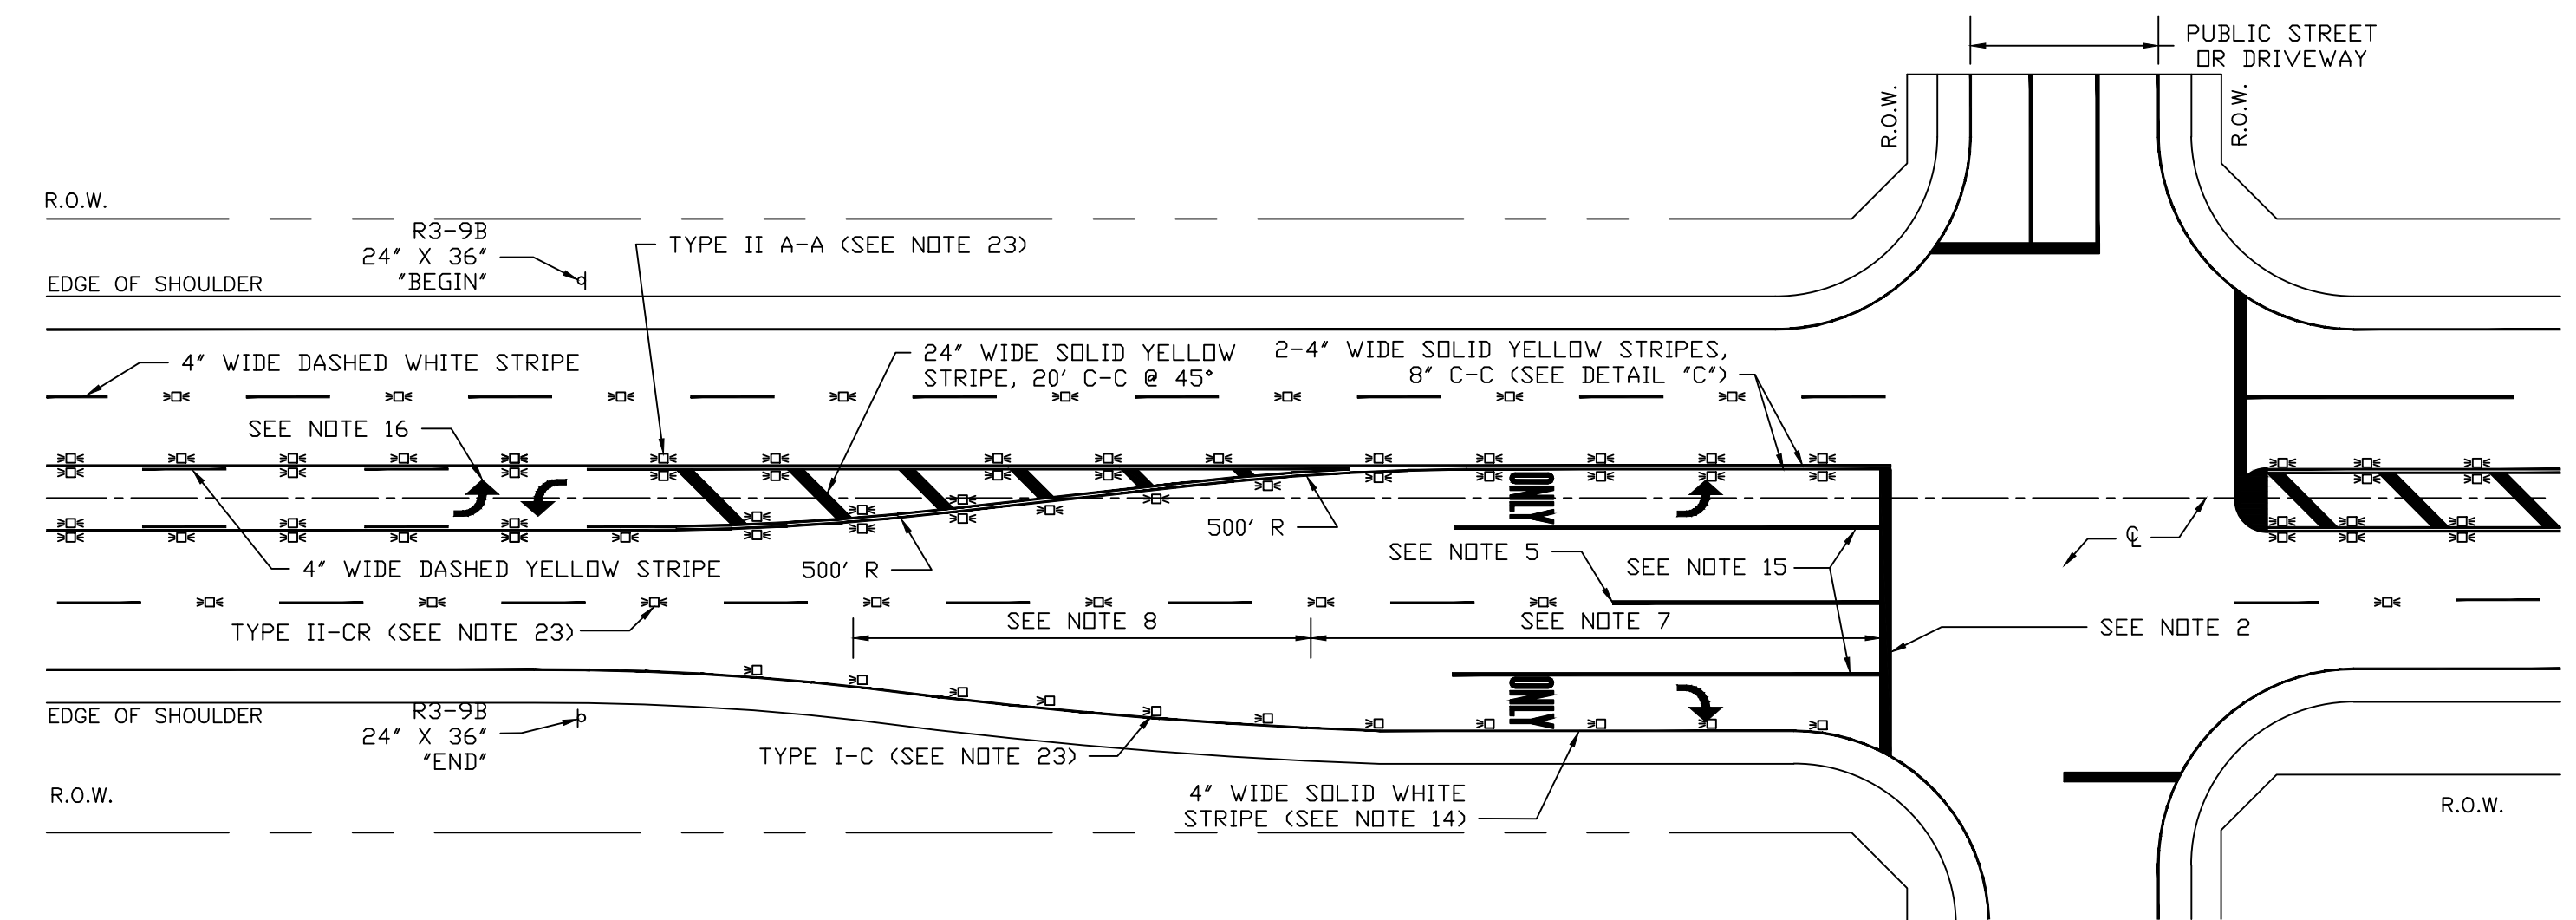 PUBLIC STREET
OR DRIVEWAY
R.O.W.
R.O.W.
R.O.W.
R3-9B
24" X 36"
"BEGIN"
TYPE II A-A (SEE NOTE 23)
EDGE OF SHOULDER
4" WIDE DASHED WHITE STRIPE
24" WIDE SOLID YELLOW
STRIPE, 20' C-C @ 45°
2-4" WIDE SOLID YELLOW STRIPES,
8" C-C (SEE DETAIL "C")
SEE NOTE 16
ONLY
500' R
SEE NOTE 5
SEE NOTE 15
℄
4" WIDE DASHED YELLOW STRIPE
500' R
SEE NOTE 8
SEE NOTE 7
SEE NOTE 2
TYPE II-CR (SEE NOTE 23)
ONLY
EDGE OF SHOULDER
R3-9B
24" X 36"
"END"
TYPE I-C (SEE NOTE 23)
4" WIDE SOLID WHITE
STRIPE (SEE NOTE 14)
R.O.W.
R.O.W.